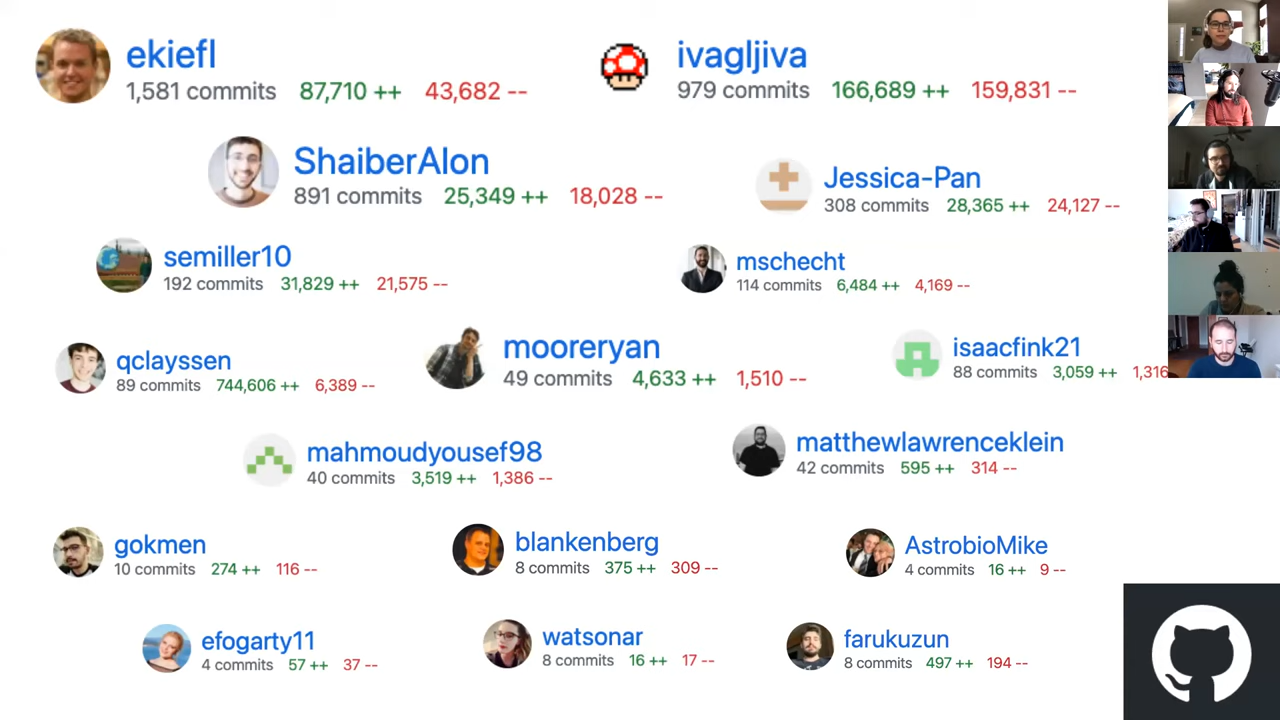 ekiefl
1,581 commits 87,710 ++ 43,682 --
ivagljiva
979 commits 166,689 ++ 159,831 --
ShaiberAlon
891 commits 25,349 ++ 18,028 --
Jessica-Pan
308 commits 28,365 ++ 24,127 --
semiller10
192 commits 31,829 ++ 21,575 --
mschecht
114 commits 6,484 ++ 4,169 --
qclayssen
89 commits 744,606 ++ 6,389 --
mooreryan
49 commits 4,633 ++ 1,510 --
isaacfink21
88 commits 3,059 ++ 1,316
mahmoudyousef98
40 commits 3,519 ++ 1,386 --
matthewlawrenceklein
42 commits 595 ++ 314 --
gokmen
10 commits 274 ++ 116 --
blankenberg
8 commits 375 ++ 309 --
AstrobioMike
4 commits 16 ++ 9 --
efogarty11
4 commits 57 ++ 37 --
watsonar
8 commits 16 ++ 17 --
farukuzun
8 commits 497 ++ 194 --